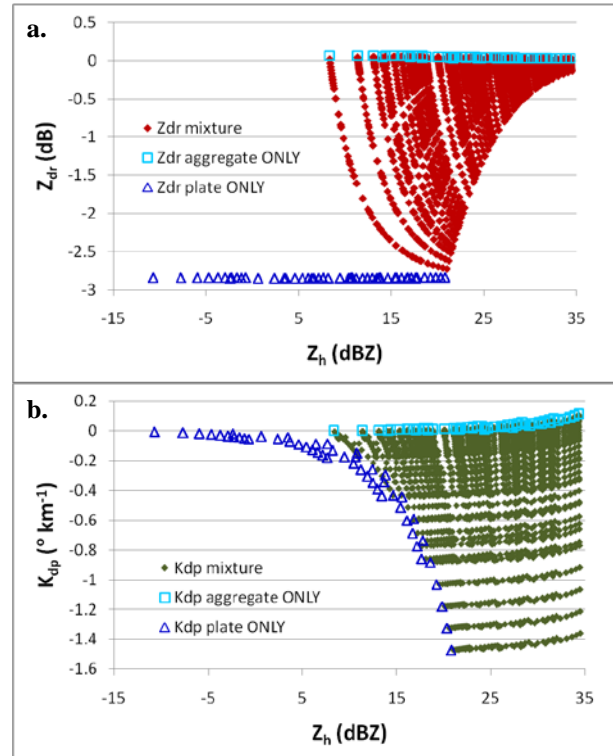 a.
0.5
0
-0.5
-1
-1.5
-2
-2.5
-3
Zdr (dB)
Zdr mixture
Zdr aggregate ONLY
Zdr plate ONLY
-15 -5 5 15 25 35
Zh (dBZ)
b.
0.2
0
-0.2
-0.4
-0.6
-0.8
-1
-1.2
-1.4
-1.6
Kdp (° km-1)
Kdp mixture
Kdp aggregate ONLY
Kdp plate ONLY
-15 -5 5 15 25 35
Zh (dBZ)